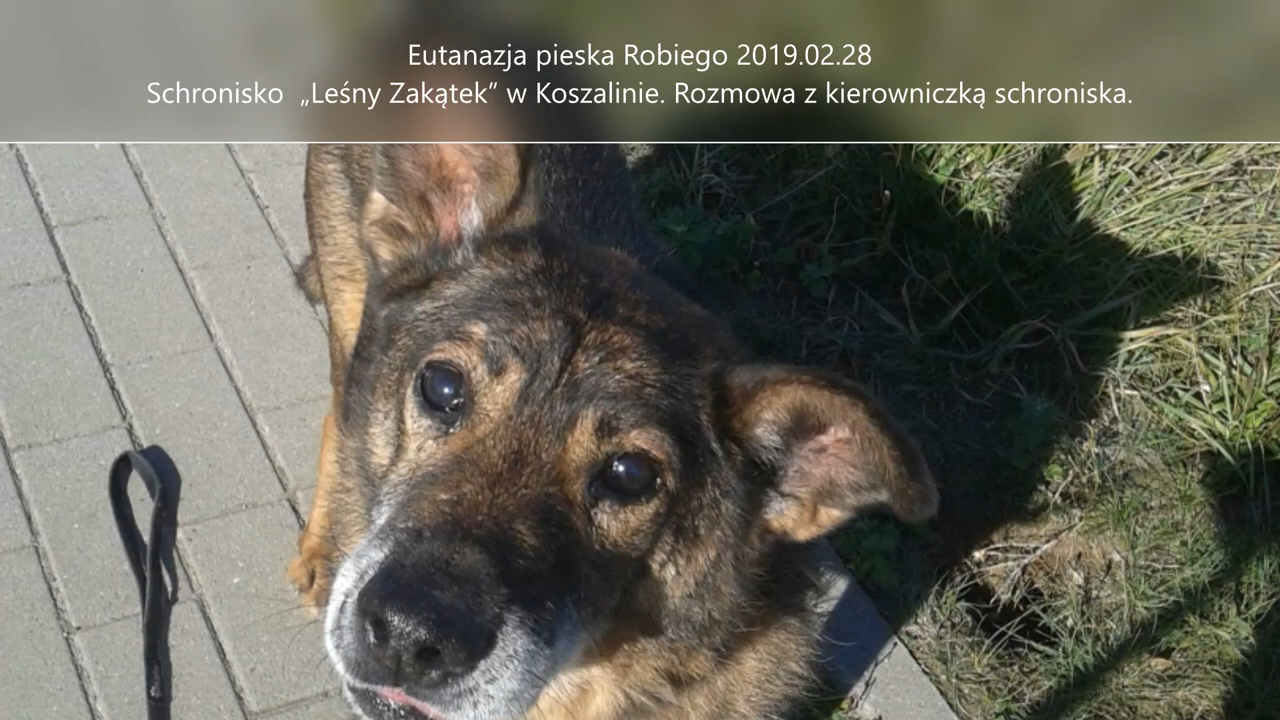 Eutanazja pieska Robiego 2019.02.28
Schronisko „Leśny Zakątek” w Koszalinie. Rozmowa z kierowniczką schroniska.